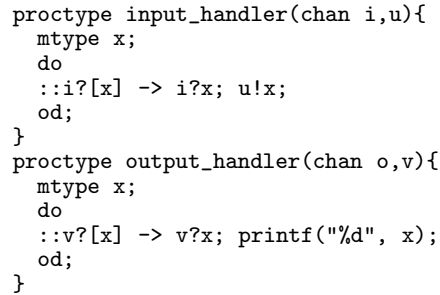 proctype input_handler(chan i,u){
  mtype x;
  do
  ::i?[x] -> i?x; u!x;
  od;
}
proctype output_handler(chan o,v){
  mtype x;
  do
  ::v?[x] -> v?x; printf("%d", x);
  od;
}